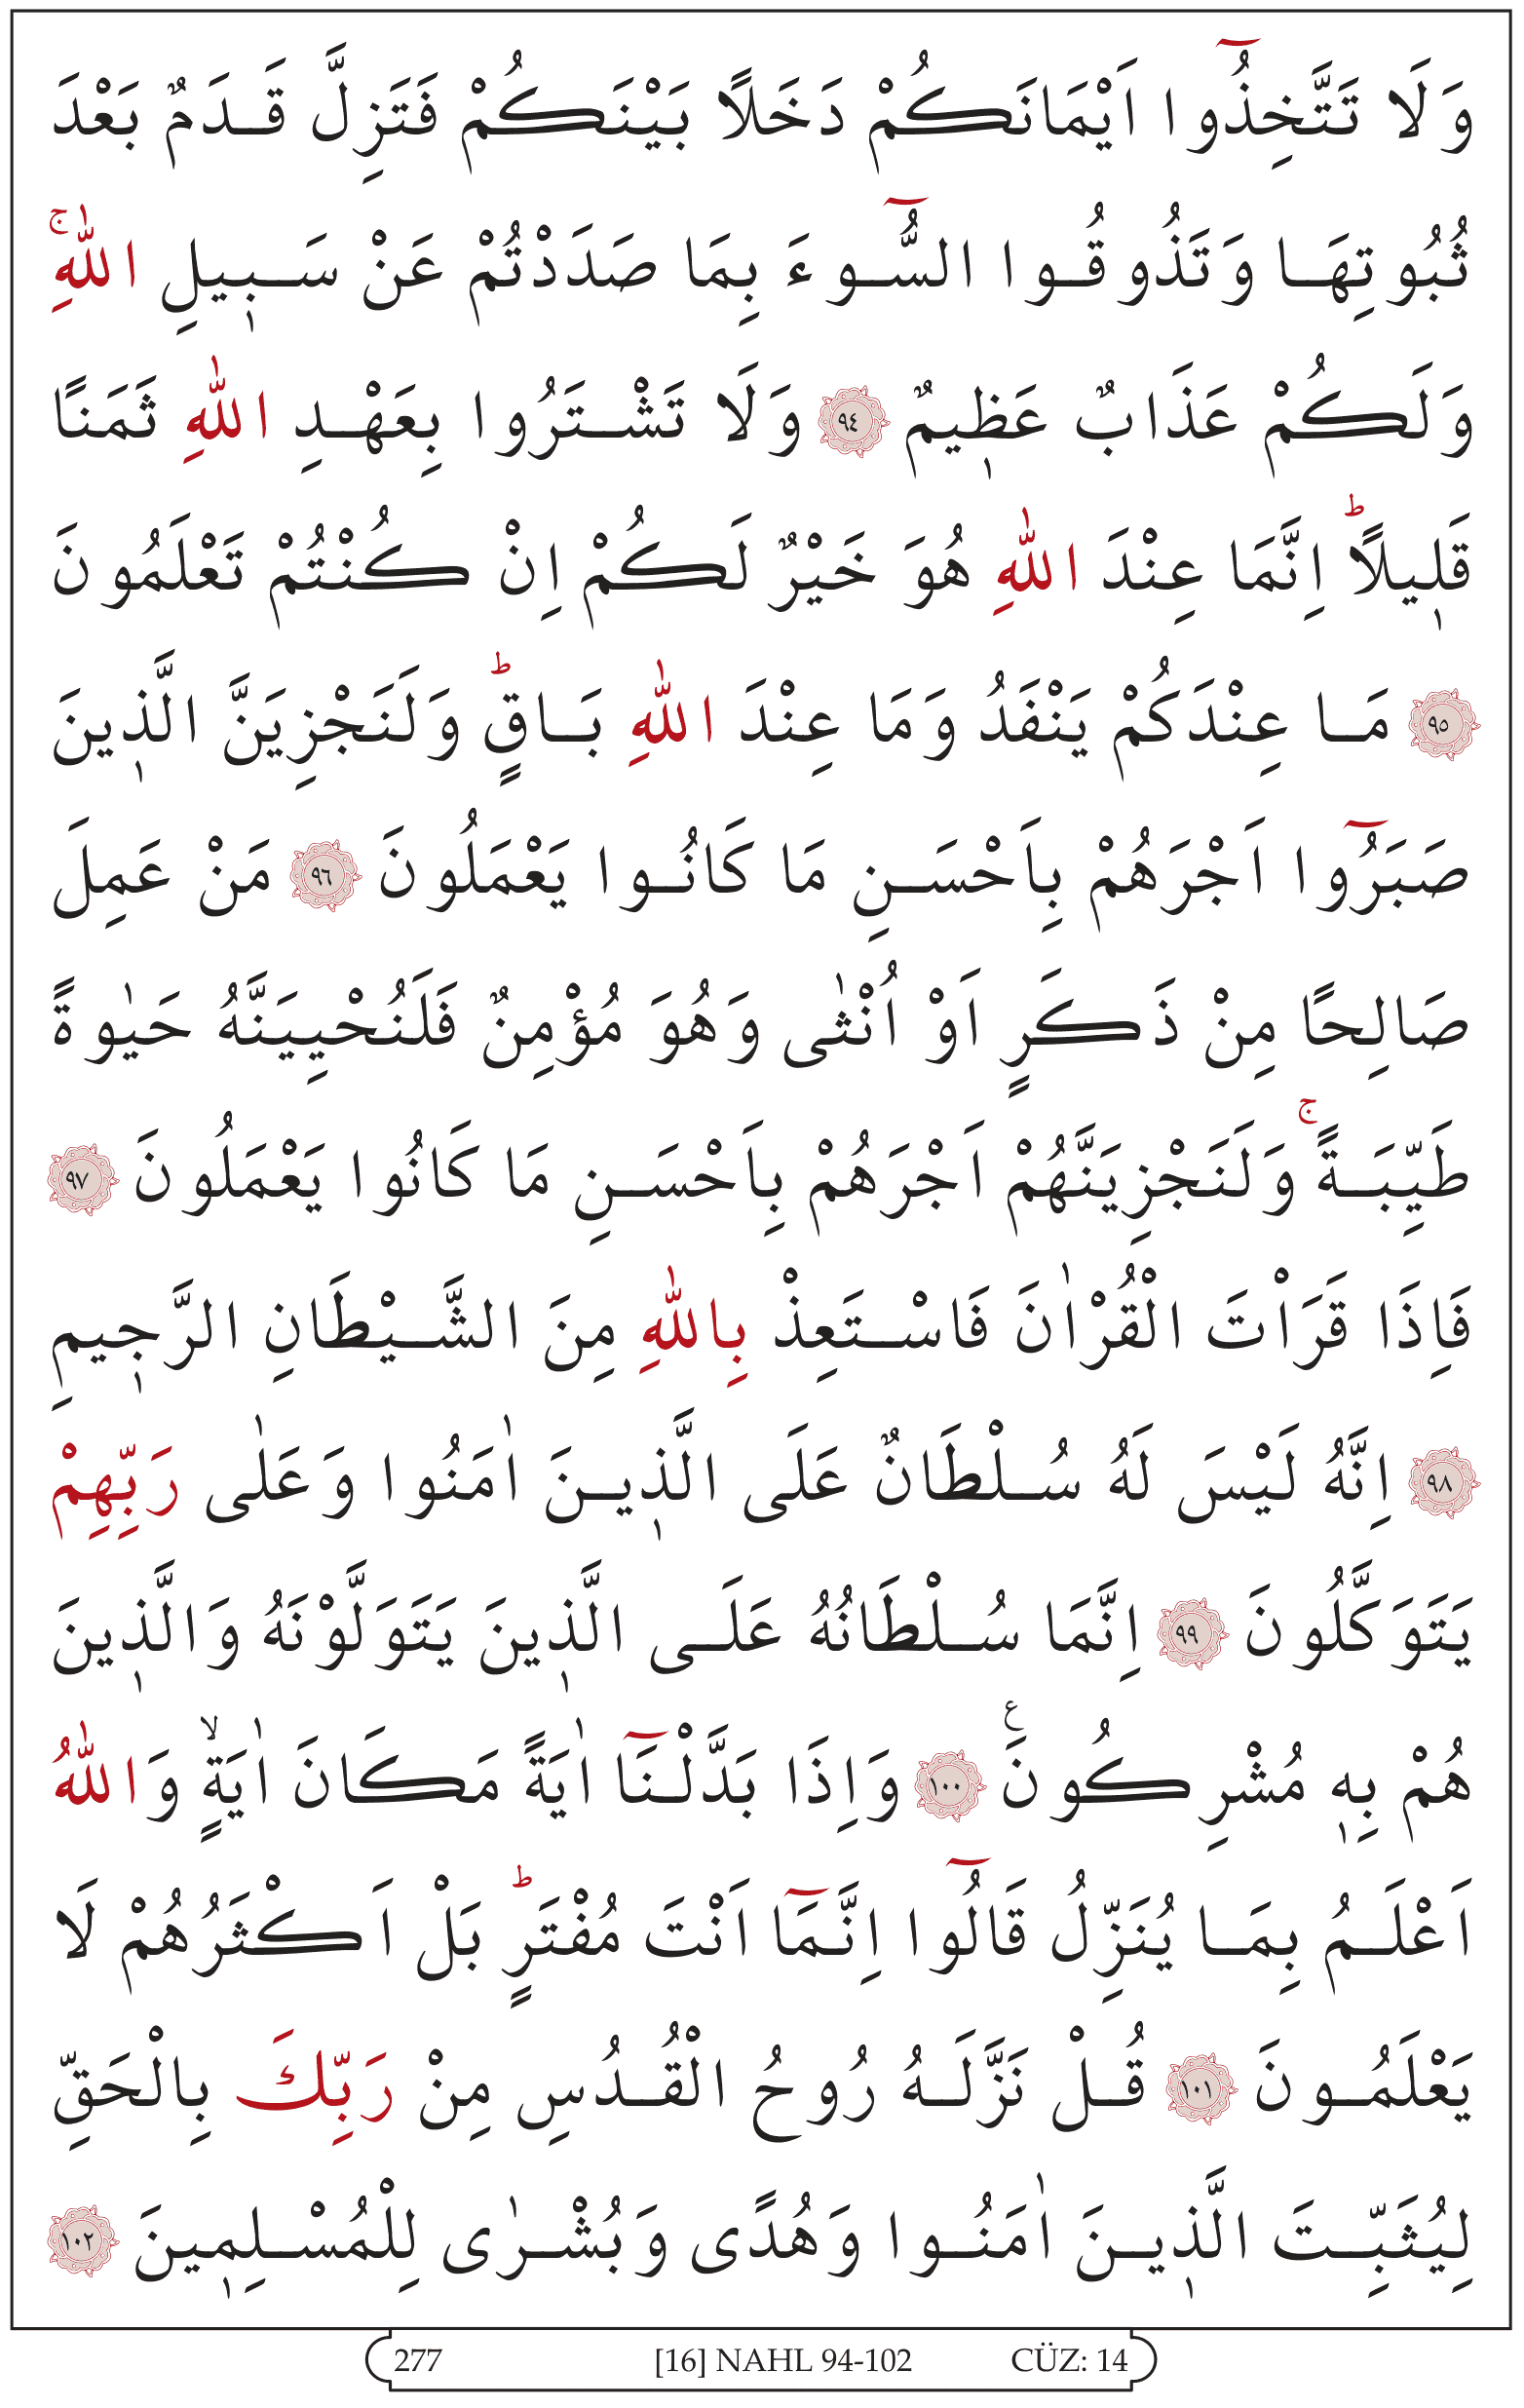 وَلَا تَتَّخِذُٓوا اَيْمَانَكُمْ دَخَلًا بَيْنَكُمْ فَتَزِلَّ قَدَمٌ بَعْدَ
ثُبُوتِهَا وَتَذُوقُوا السُّٓوءَ بِمَا صَدَدْتُمْ عَنْ سَبٖيلِ اللّٰهِۚ
وَلَكُمْ عَذَابٌ عَظٖيمٌ ﴿٩٤﴾ وَلَا تَشْتَرُوا بِعَهْدِ اللّٰهِ ثَمَنًا
قَلٖيلًاؕ اِنَّمَا عِنْدَ اللّٰهِ هُوَ خَيْرٌ لَكُمْ اِنْ كُنْتُمْ تَعْلَمُونَ
﴿٩٥﴾ مَا عِنْدَكُمْ يَنْفَدُ وَمَا عِنْدَ اللّٰهِ بَاقٍؕ وَلَنَجْزِيَنَّ الَّذٖينَ
صَبَرُٓوا اَجْرَهُمْ بِاَحْسَنِ مَا كَانُوا يَعْمَلُونَ ﴿٩٦﴾ مَنْ عَمِلَ
صَالِحًا مِنْ ذَكَرٍ اَوْ اُنْثٰى وَهُوَ مُؤْمِنٌ فَلَنُحْيِيَنَّهُ حَيٰوةً
طَيِّبَةًۚ وَلَنَجْزِيَنَّهُمْ اَجْرَهُمْ بِاَحْسَنِ مَا كَانُوا يَعْمَلُونَ ﴿٩٧﴾
فَاِذَا قَرَاْتَ الْقُرْاٰنَ فَاسْتَعِذْ بِاللّٰهِ مِنَ الشَّيْطَانِ الرَّجٖيمِ
﴿٩٨﴾ اِنَّهُ لَيْسَ لَهُ سُلْطَانٌ عَلَى الَّذٖينَ اٰمَنُوا وَعَلٰى رَبِّهِمْ
يَتَوَكَّلُونَ ﴿٩٩﴾ اِنَّمَا سُلْطَانُهُ عَلَى الَّذٖينَ يَتَوَلَّوْنَهُ وَالَّذٖينَ
هُمْ بِهٖ مُشْرِكُونَࣖ ﴿١٠٠﴾ وَاِذَا بَدَّلْنَٓا اٰيَةً مَكَانَ اٰيَةٍۙ وَاللّٰهُ
اَعْلَمُ بِمَا يُنَزِّلُ قَالُٓوا اِنَّمَٓا اَنْتَ مُفْتَرٍؕ بَلْ اَكْثَرُهُمْ لَا
يَعْلَمُونَ ﴿١٠١﴾ قُلْ نَزَّلَهُ رُوحُ الْقُدُسِ مِنْ رَبِّكَ بِالْحَقِّ
لِيُثَبِّتَ الَّذٖينَ اٰمَنُوا وَهُدًى وَبُشْرٰى لِلْمُسْلِمٖينَ ﴿١٠٢﴾
277 [16] NAHL 94-102 CÜZ: 14